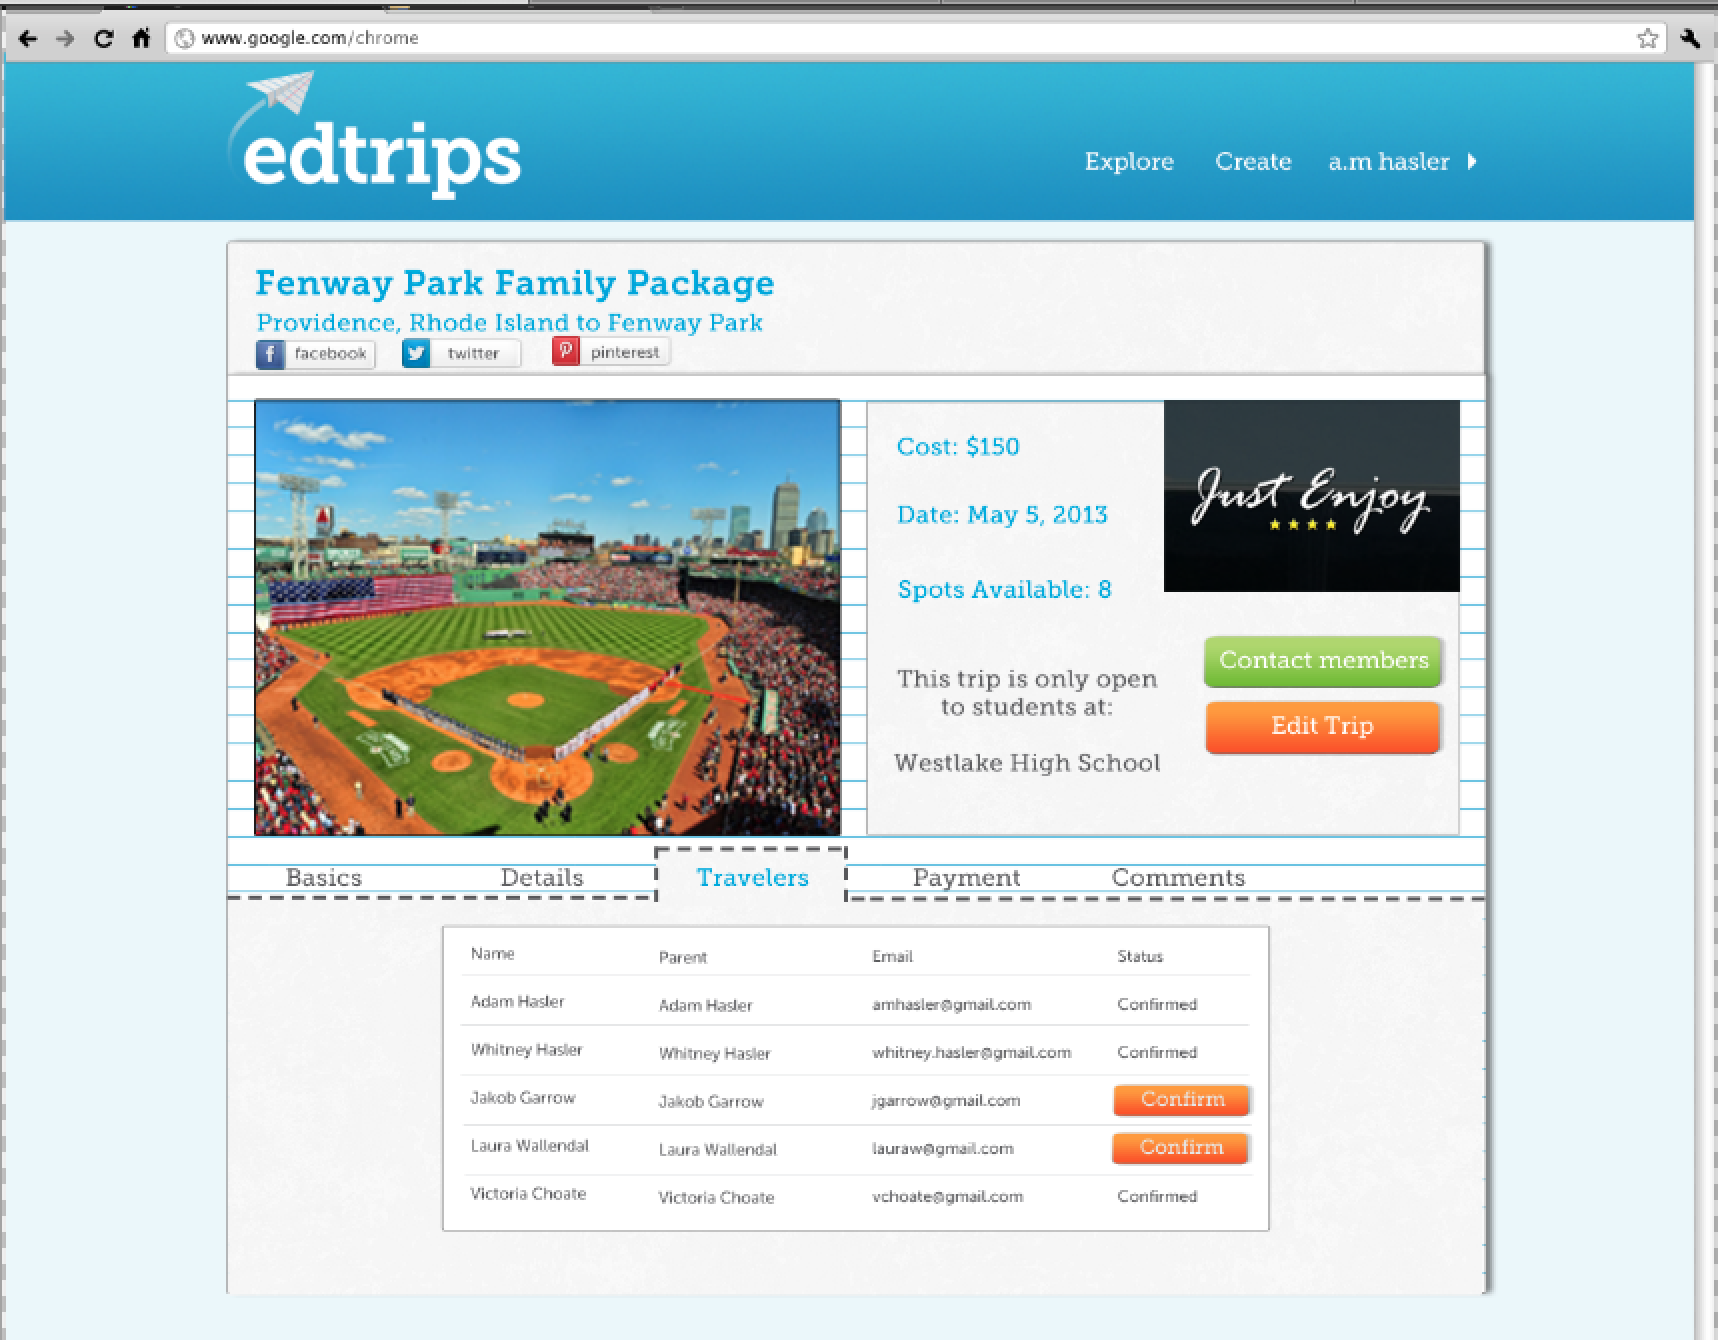 www.google.com/chrome
edtrips
Explore Create a.m hasler
Fenway Park Family Package
Providence, Rhode Island to Fenway Park
facebook twitter pinterest
Cost: $150
Just Enjoy
Date: May 5, 2013
Spots Available: 8
Contact members
This trip is only open
to students at:
Edit Trip
Westlake High School
Basics Details Travelers Payment Comments
Name Parent Email Status
Adam Hasler Adam Hasler amhasler@gmail.com Confirmed
Whitney Hasler Whitney Hasler whitney.hasler@gmail.com Confirmed
Jakob Garrow Jakob Garrow jgarrow@gmail.com Confirm
Laura Wallendal Laura Wallendal lauraw@gmail.com Confirm
Victoria Choate Victoria Choate vchoate@gmail.com Confirmed